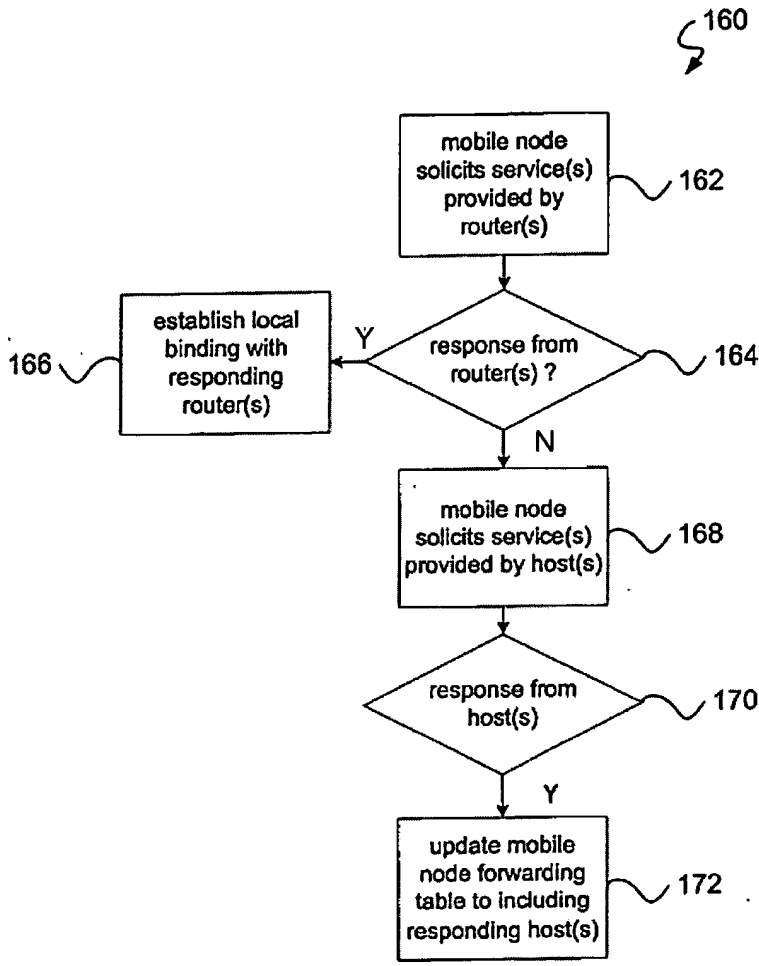 160
mobile node
solicits service(s)
provided by
router(s)
162
establish local
binding with
responding
router(s)
166
Y
response from
router(s) ?
164
N
mobile node
solicits service(s)
provided by host(s)
168
response from
host(s)
170
Y
update mobile
node forwarding
table to including
responding host(s)
172